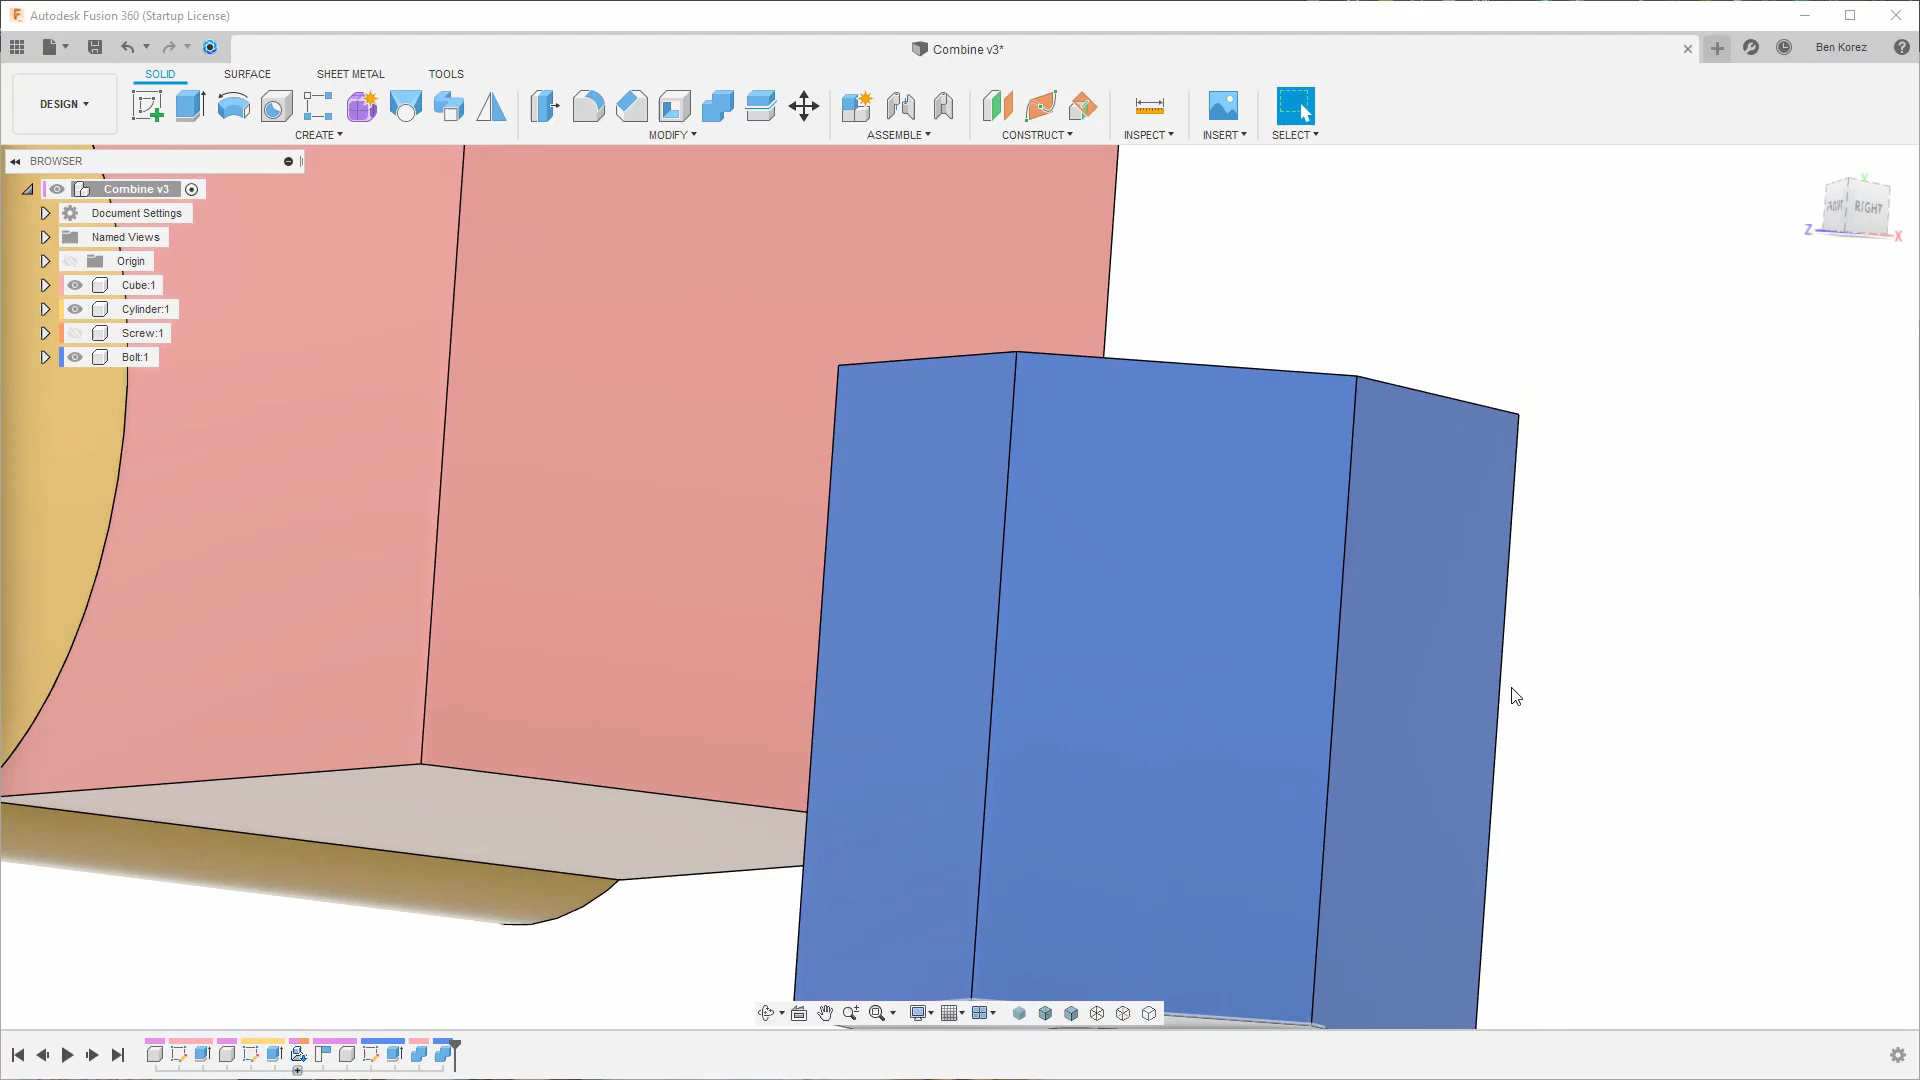 Autodesk Fusion 360 (Startup License)
Combine v3*
Ben Korez
DESIGN
SOLID
SURFACE
SHEET METAL
TOOLS
CREATE
MODIFY
ASSEMBLE
CONSTRUCT
INSPECT
INSERT
SELECT
BROWSER
Combine v3
Document Settings
Named Views
Origin
Cube:1
Cylinder:1
Screw:1
Bolt:1
Y
FRONT
RIGHT
Z
X